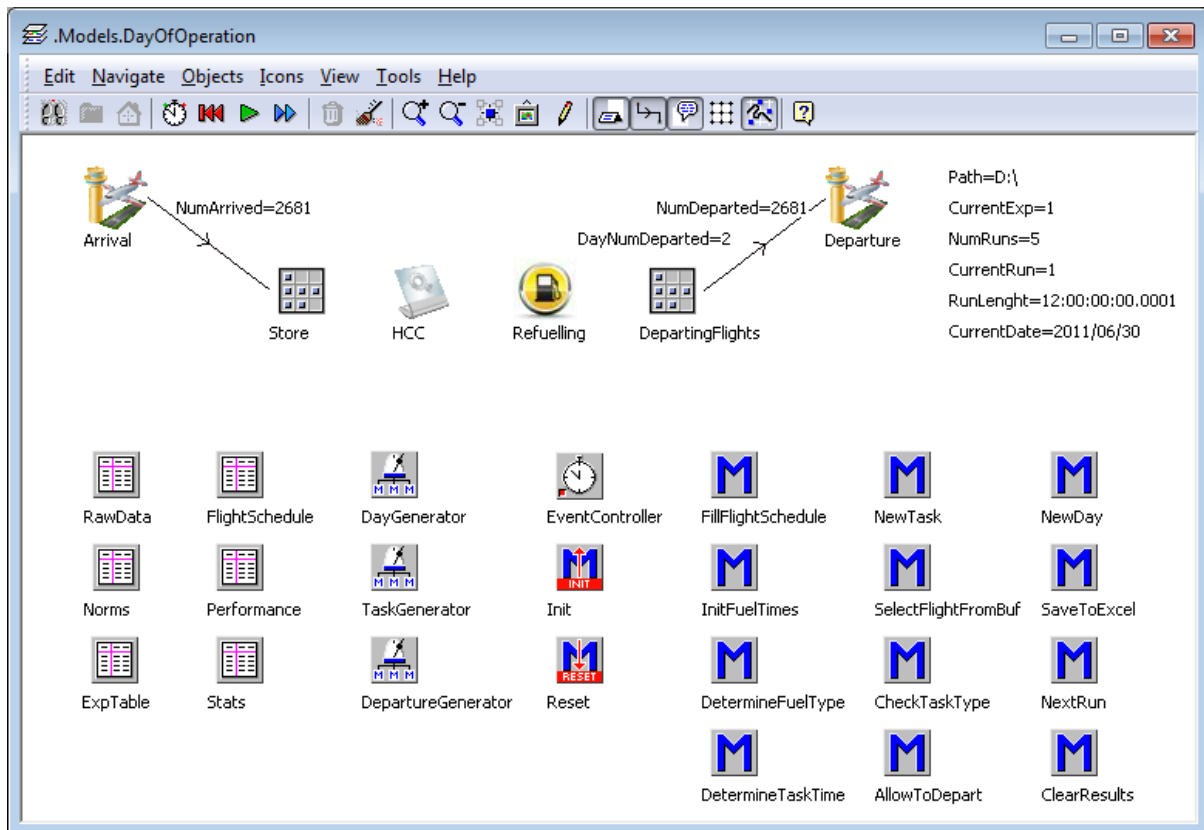 .Models.DayOfOperation
Edit Navigate Objects Icons View Tools Help
Path=D:\
NumArrived=2681
NumDeparted=2681
CurrentExp=1
Arrival
DayNumDeparted=2
Departure
NumRuns=5
CurrentRun=1
RunLenght=12:00:00:00.0001
Store
HCC
Refuelling
DepartingFlights
CurrentDate=2011/06/30
RawData
FlightSchedule
DayGenerator
EventController
FillFlightSchedule
NewTask
NewDay
M M M
M
M
M
INIT
Norms
Performance
TaskGenerator
Init
InitFuelTimes
SelectFlightFromBuf
SaveToExcel
M M M
M
M
M
M
RESET
ExpTable
Stats
DepartureGenerator
Reset
DetermineFuelType
CheckTaskType
NextRun
M M M
M
M
M
M
DetermineTaskTime
AllowToDepart
ClearResults
M
M
M